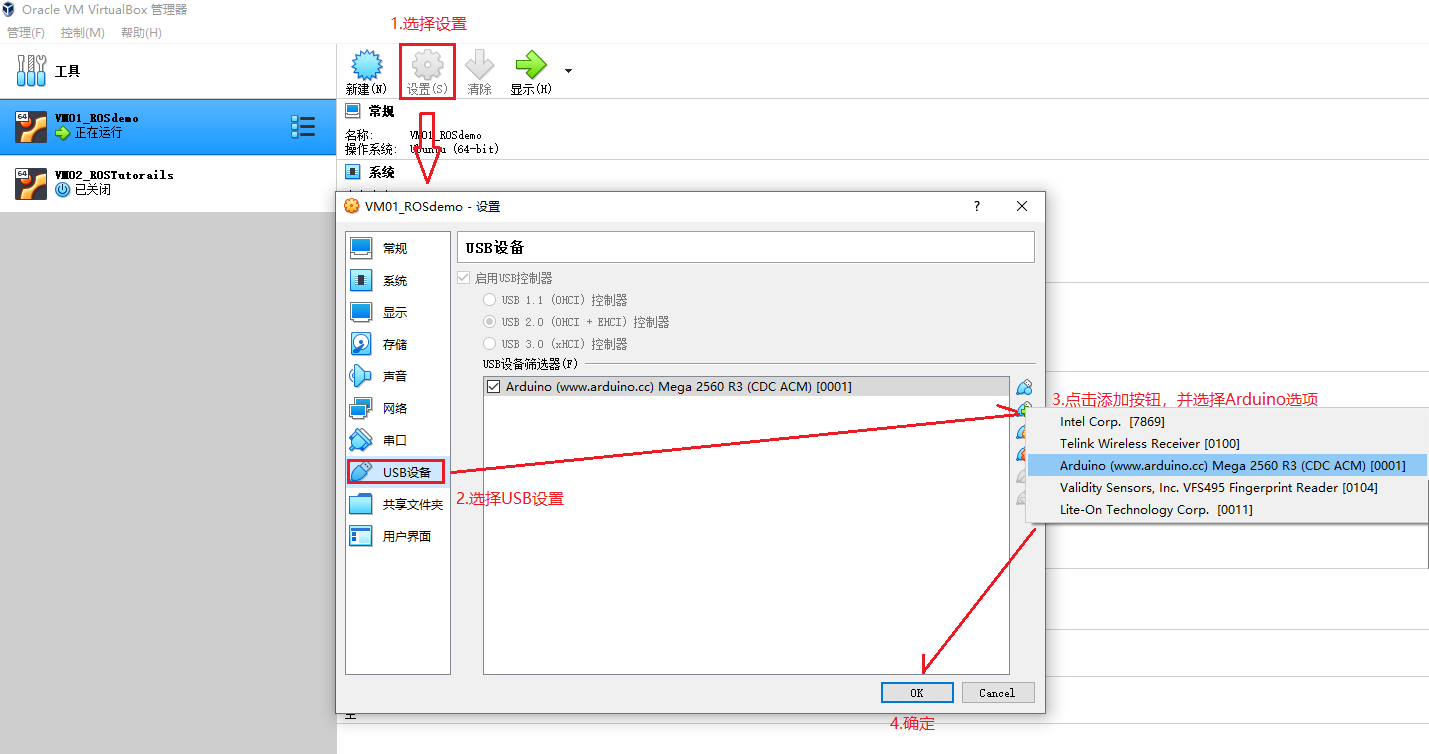 Oracle VM VirtualBox 管理器
管理(F) 控制(M) 帮助(H)
1.选择设置
工具
新建(N) 设置(S) 清除 显示(H)
64 VM01_ROSdemo
正在运行
64 VM02_ROSTutorails
已关闭
常规
名称: VM01_ROSdemo
操作系统: Ubuntu (64-bit)
系统
VM01_ROSdemo - 设置 ?
常规
系统
显示
存储
声音
网络
串口
USB设备
共享文件夹
用户界面
USB设备
启用USB控制器
USB 1.1 (OHCI) 控制器
USB 2.0 (OHCI + EHCI) 控制器
USB 3.0 (xHCI) 控制器
USB设备筛选器(F)
Arduino (www.arduino.cc) Mega 2560 R3 (CDC ACM) [0001]
3.点击添加按钮，并选择Arduino选项
Intel Corp. [7869]
Telink Wireless Receiver [0100]
Arduino (www.arduino.cc) Mega 2560 R3 (CDC ACM) [0001]
Validity Sensors, Inc. VFS495 Fingerprint Reader [0104]
Lite-On Technology Corp. [0011]
2.选择USB设置
OK Cancel
4.确定